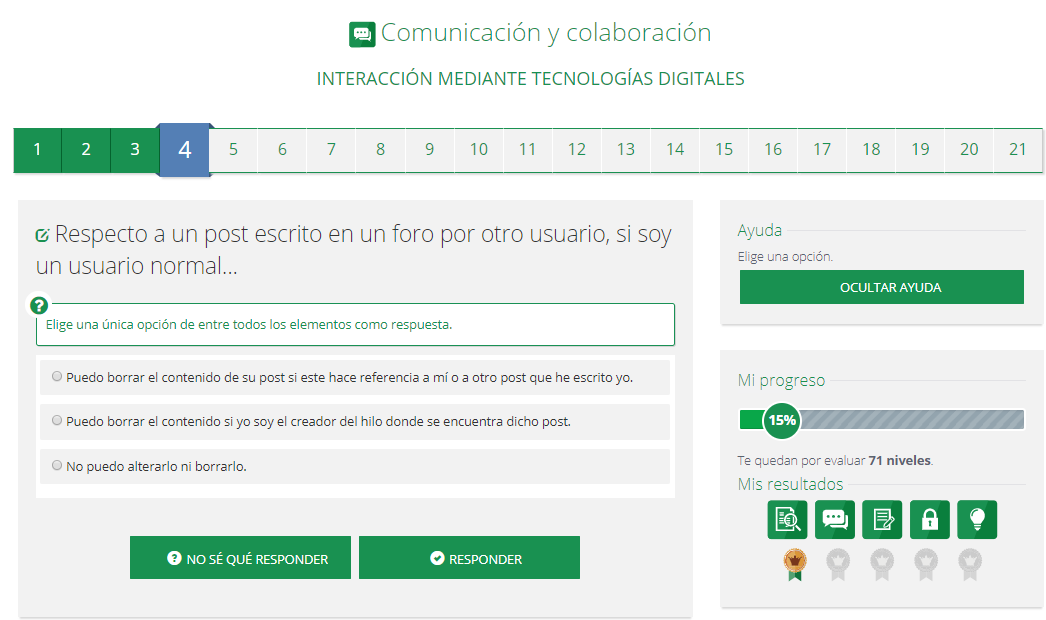 Comunicación y colaboración
INTERACCIÓN MEDIANTE TECNOLOGÍAS DIGITALES
1 2 3 4 5 6 7 8 9 10 11 12 13 14 15 16 17 18 19 20 21
Respecto a un post escrito en un foro por otro usuario, si soy
un usuario normal...
?
Elige una única opción de entre todos los elementos como respuesta.
Puedo borrar el contenido de su post si este hace referencia a mí o a otro post que he escrito yo.
Puedo borrar el contenido si yo soy el creador del hilo donde se encuentra dicho post.
No puedo alterarlo ni borrarlo.
? NO SÉ QUÉ RESPONDER
RESPONDER
Ayuda
Elige una opción.
OCULTAR AYUDA
Mi progreso
15%
Te quedan por evaluar 71 niveles.
Mis resultados